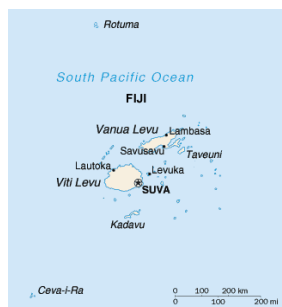 Rotuma
South Pacific Ocean
FIJI
Vanua Levu
Lambasa
Savusavu
Taveuni
Lautoka
Levuka
Viti Levu
SUVA
Kadavu
Ceva-i-Ra
0 100 200 km
0 100 200 mi